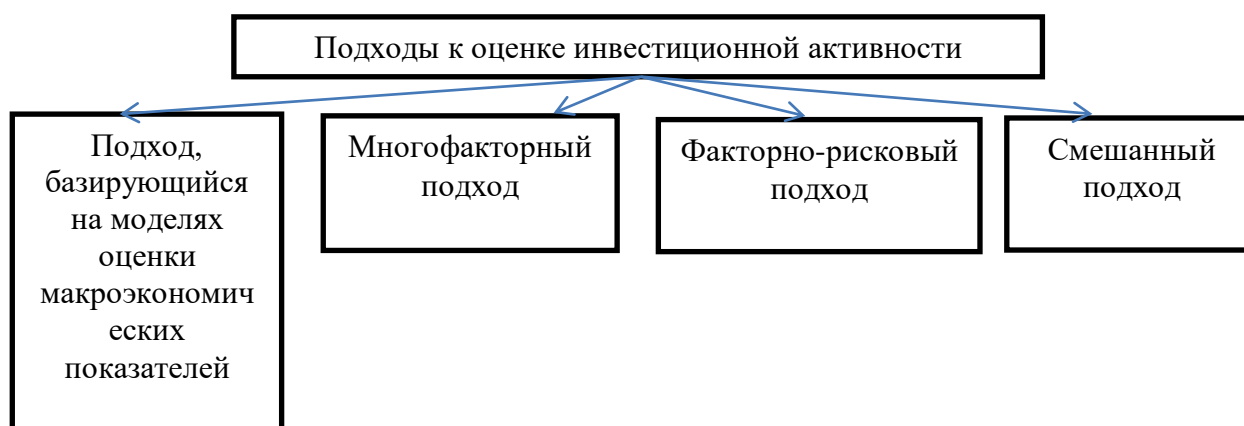 Подходы к оценке инвестиционной активности
Подход,
базирующийся
на моделях
оценки
макроэкономич
еских
показателей
Многофакторный
подход
Факторно-рисковый
подход
Смешанный
подход